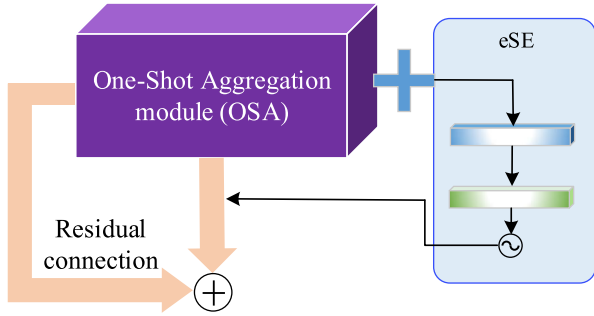 eSE
One-Shot Aggregation
module (OSA)
Residual
connection